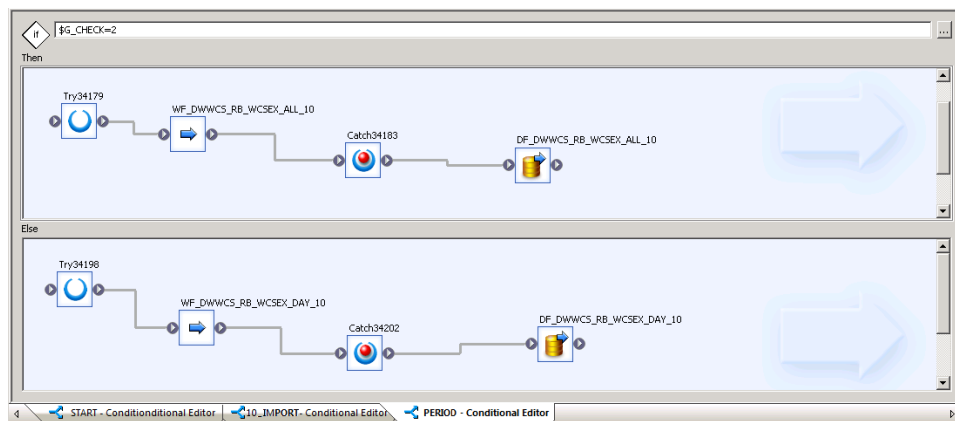 if $G_CHECK=2 ...
Then
Try34179
WF_DWWCS_RB_WCSEX_ALL_10
Catch34183
DF_DWWCS_RB_WCSEX_ALL_10
Else
Try34198
WF_DWWCS_RB_WCSEX_DAY_10
Catch34202
DF_DWWCS_RB_WCSEX_DAY_10
START - Conditionditional Editor 10_IMPORT- Conditional Editor PERIOD - Conditional Editor